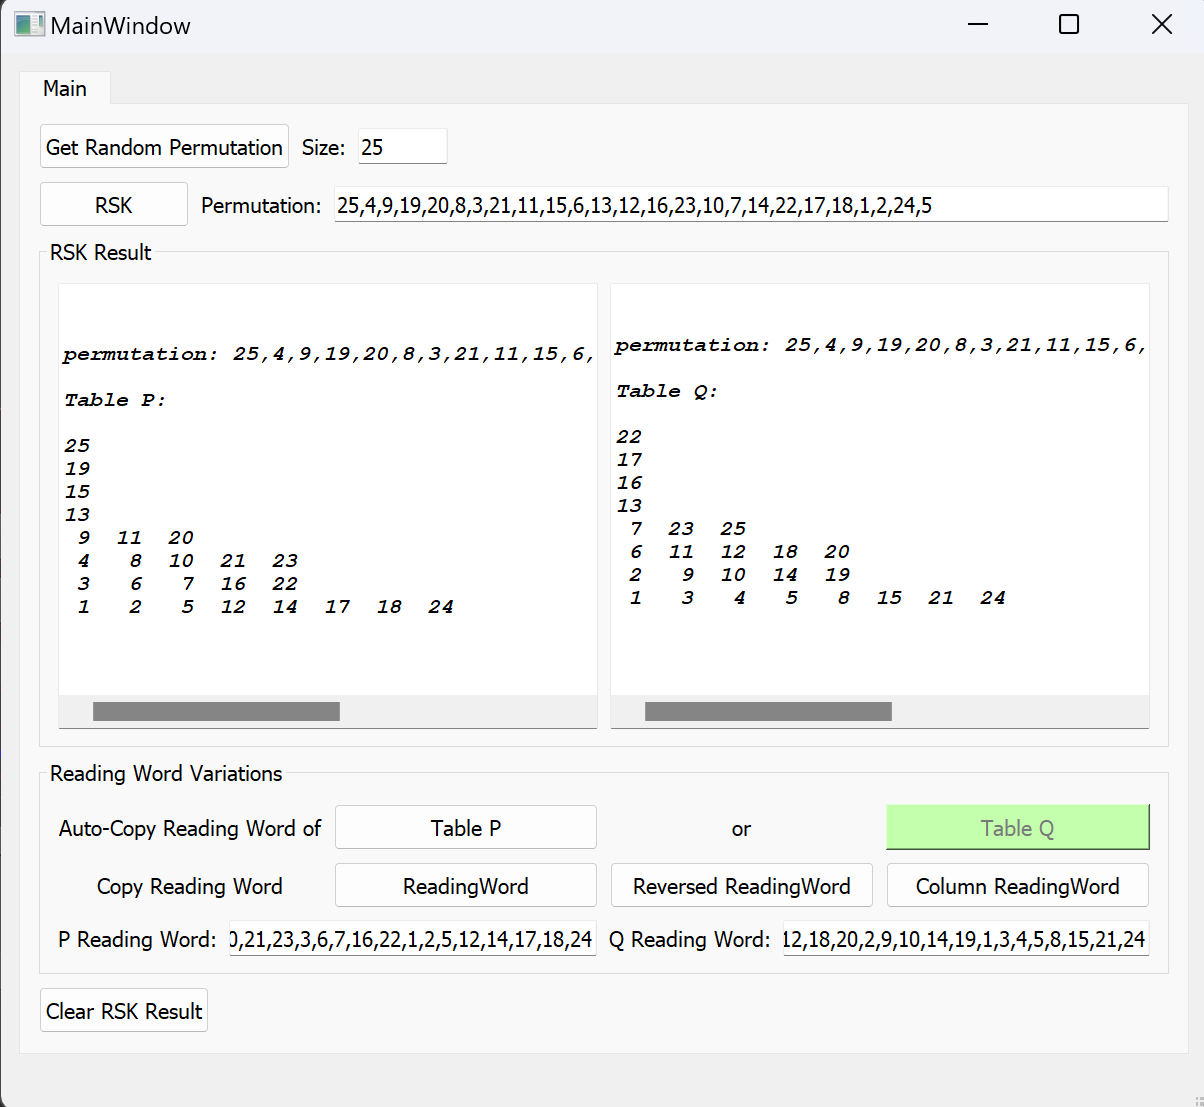 MainWindow
Main
Get Random Permutation Size: 25
RSK Permutation: 25,4,9,19,20,8,3,21,11,15,6,13,12,16,23,10,7,14,22,17,18,1,2,24,5
RSK Result
permutation: 25,4,9,19,20,8,3,21,11,15,6,
Table P:
25
19
15
13
9 11 20
4 8 10 21 23
3 6 7 16 22
1 2 5 12 14 17 18 24
permutation: 25,4,9,19,20,8,3,21,11,15,6,
Table Q:
22
17
16
13
7 23 25
6 11 12 18 20
2 9 10 14 19
1 3 4 5 8 15 21 24
Reading Word Variations
Auto-Copy Reading Word of Table P or Table Q
Copy Reading Word ReadingWord Reversed ReadingWord Column ReadingWord
P Reading Word: 0,21,23,3,6,7,16,22,1,2,5,12,14,17,18,24 Q Reading Word: 12,18,20,2,9,10,14,19,1,3,4,5,8,15,21,24
Clear RSK Result